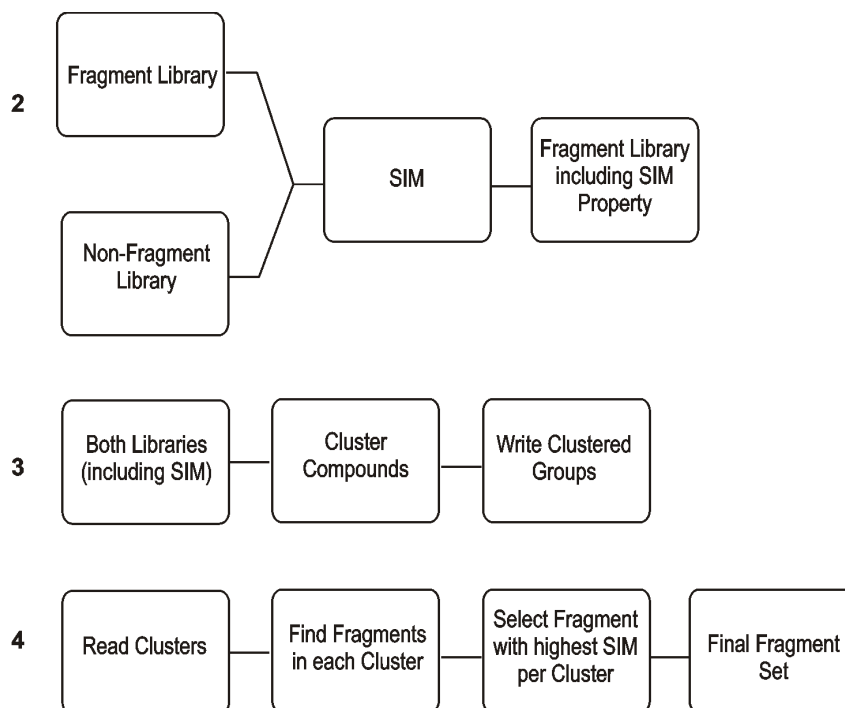 2
Fragment Library
Non-Fragment
Library
SIM
Fragment Library
including SIM
Property
3
Both Libraries
(including SIM)
Cluster
Compounds
Write Clustered
Groups
4
Read Clusters
Find Fragments
in each Cluster
Select Fragment
with highest SIM
per Cluster
Final Fragment
Set